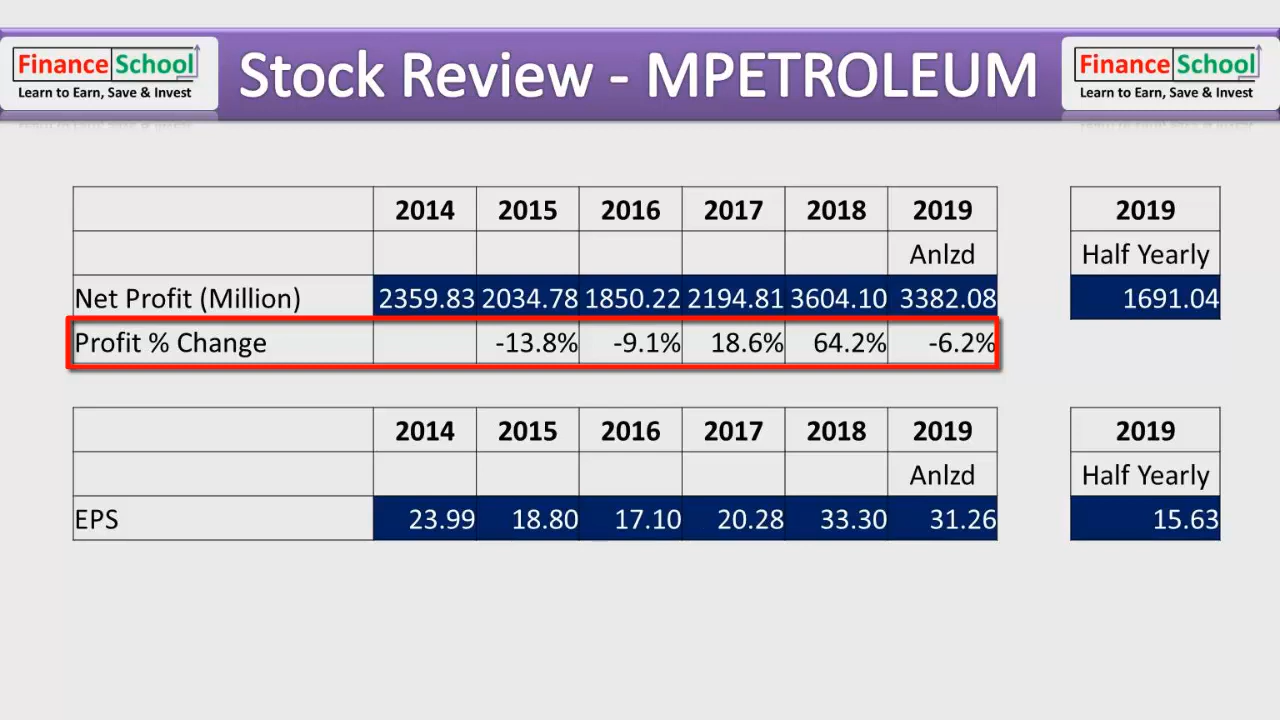 Finance School
Learn to Earn, Save & Invest
Stock Review - MPETROLEUM
Finance School
Learn to Earn, Save & Invest
2014 2015 2016 2017 2018 2019 2019
Anlzd Half Yearly
Net Profit (Million) 2359.83 2034.78 1850.22 2194.81 3604.10 3382.08 1691.04
Profit % Change -13.8% -9.1% 18.6% 64.2% -6.2%
2014 2015 2016 2017 2018 2019 2019
Anlzd Half Yearly
EPS 23.99 18.80 17.10 20.28 33.30 31.26 15.63